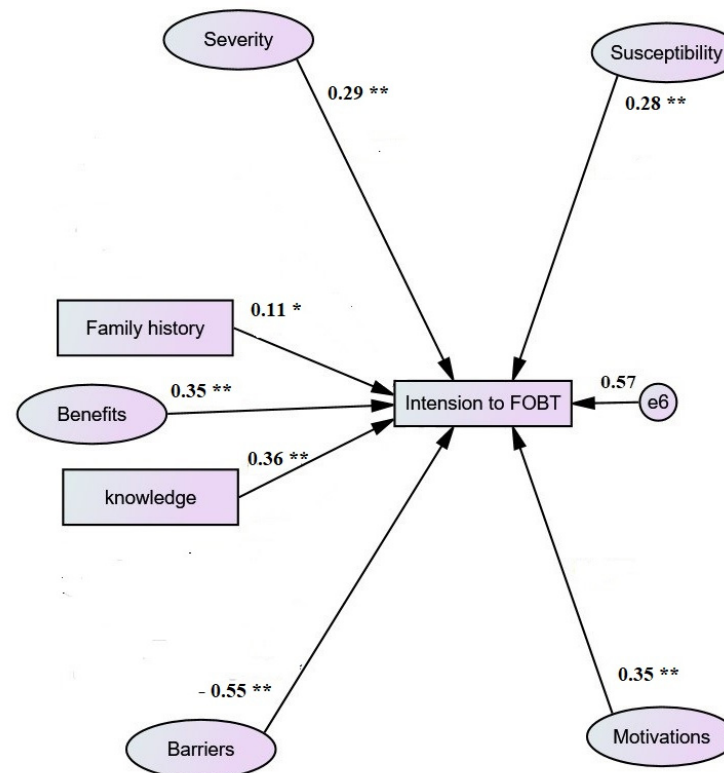 Severity
Susceptibility
0.29 **
0.28 **
Family history
0.11 *
Benefits
0.35 **
Intension to FOBT
0.57
e6
knowledge
0.36 **
- 0.55 **
0.35 **
Barriers
Motivations